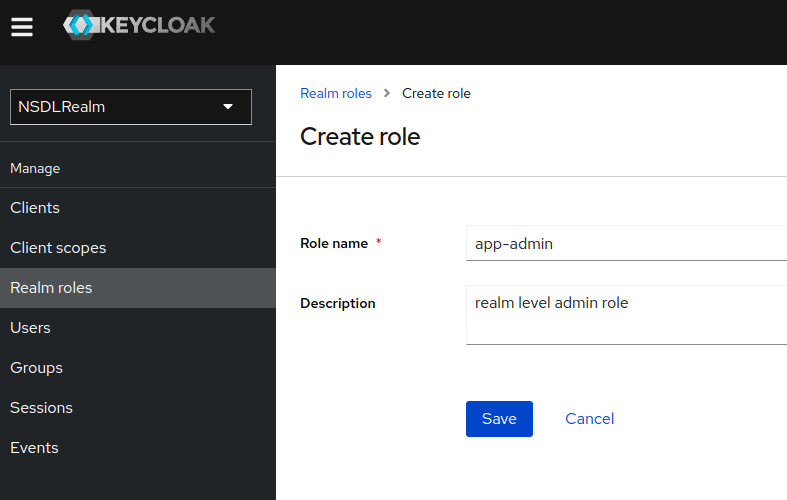 KEYCLOAK
NSDLRealm
Manage
Clients
Client scopes
Realm roles
Users
Groups
Sessions
Events
Realm roles > Create role
Create role
Role name *
app-admin
Description
realm level admin role
Save Cancel